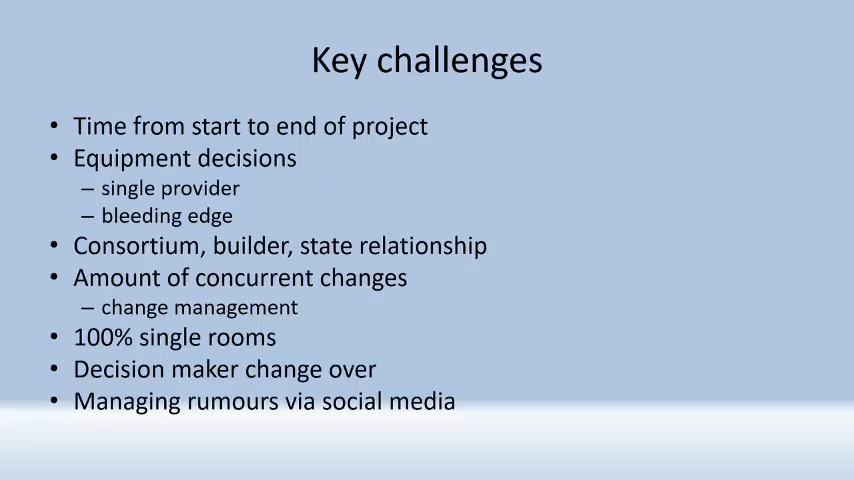 Key challenges
• Time from start to end of project
• Equipment decisions
– single provider
– bleeding edge
• Consortium, builder, state relationship
• Amount of concurrent changes
– change management
• 100% single rooms
• Decision maker change over
• Managing rumours via social media